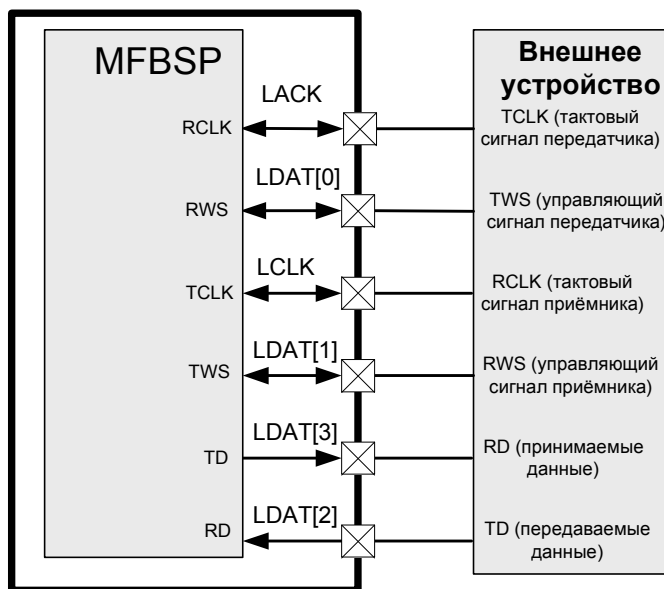 MFBSP
Внешнее
устройство
LACK
RCLK
TCLK (тактовый
сигнал передатчика)
LDAT[0]
RWS
TWS (управляющий
сигнал передатчика)
LCLK
TCLK
RCLK (тактовый
сигнал приёмника)
LDAT[1]
TWS
RWS (управляющий
сигнал приёмника)
LDAT[3]
TD
RD (принимаемые
данные)
LDAT[2]
RD
TD (передаваемые
данные)